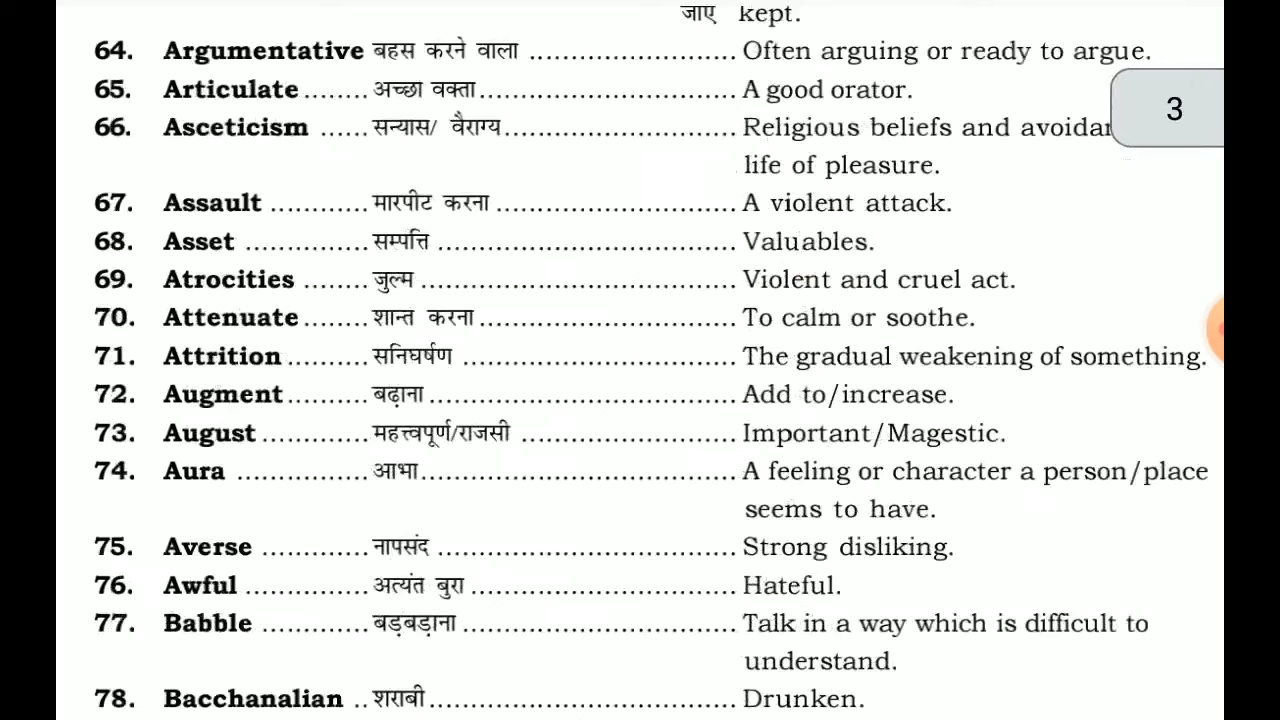 जाए kept.
64. Argumentative बहस करने वाला ......................... Often arguing or ready to argue.
65. Articulate ........ अच्छा वक्ता ............................... A good orator.
66. Asceticism ...... सन्यास/ वैराग्य ............................ Religious beliefs and
life of pleasure.
67. Assault ............ मारपीट करना ............................. A violent attack.
68. Asset ............... सम्पत्ति .................................... Valuables.
69. Atrocities ........ जुल्म ...................................... Violent and cruel act.
70. Attenuate ........ शान्त करना ............................... To calm or soothe.
71. Attrition .......... सनिघर्षण ................................. The gradual weakening of something.
72. Augment .......... बढ़ाना ..................................... Add to/increase.
73. August ............. महत्त्वपूर्ण/राजसी .......................... Important/Magestic.
74. Aura ................ आभा ...................................... A feeling or character a person/place
seems to have.
75. Averse ............. नापसंद .................................... Strong disliking.
76. Awful ............... अत्यंत बुरा ................................ Hateful.
77. Babble ............. बड़बड़ाना ................................. Talk in a way which is difficult to
understand.
78. Bacchanalian .. शराबी ..................................... Drunken.
3